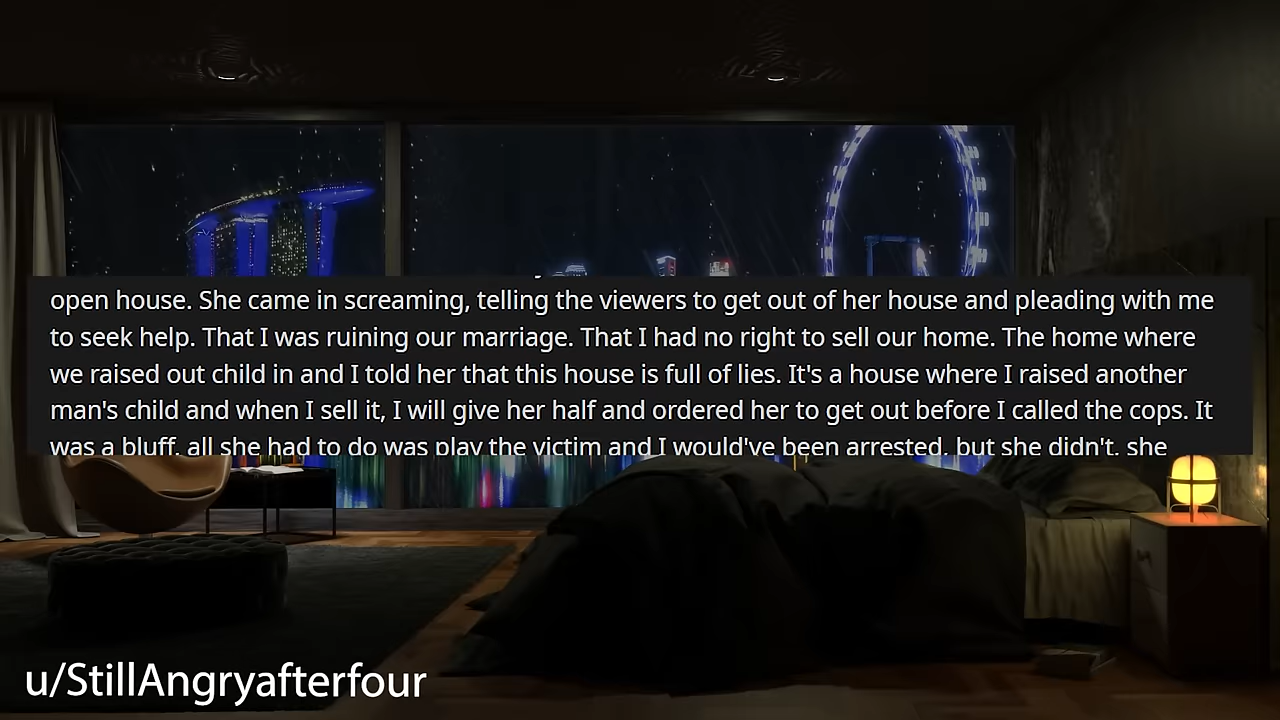 open house. She came in screaming, telling the viewers to get out of her house and pleading with me
to seek help. That I was ruining our marriage. That I had no right to sell our home. The home where
we raised out child in and I told her that this house is full of lies. It's a house where I raised another
man's child and when I sell it, I will give her half and ordered her to get out before I called the cops. It
was a bluff, all she had to do was play the victim and I would've been arrested, but she didn't, she
u/StillAngryafterfour